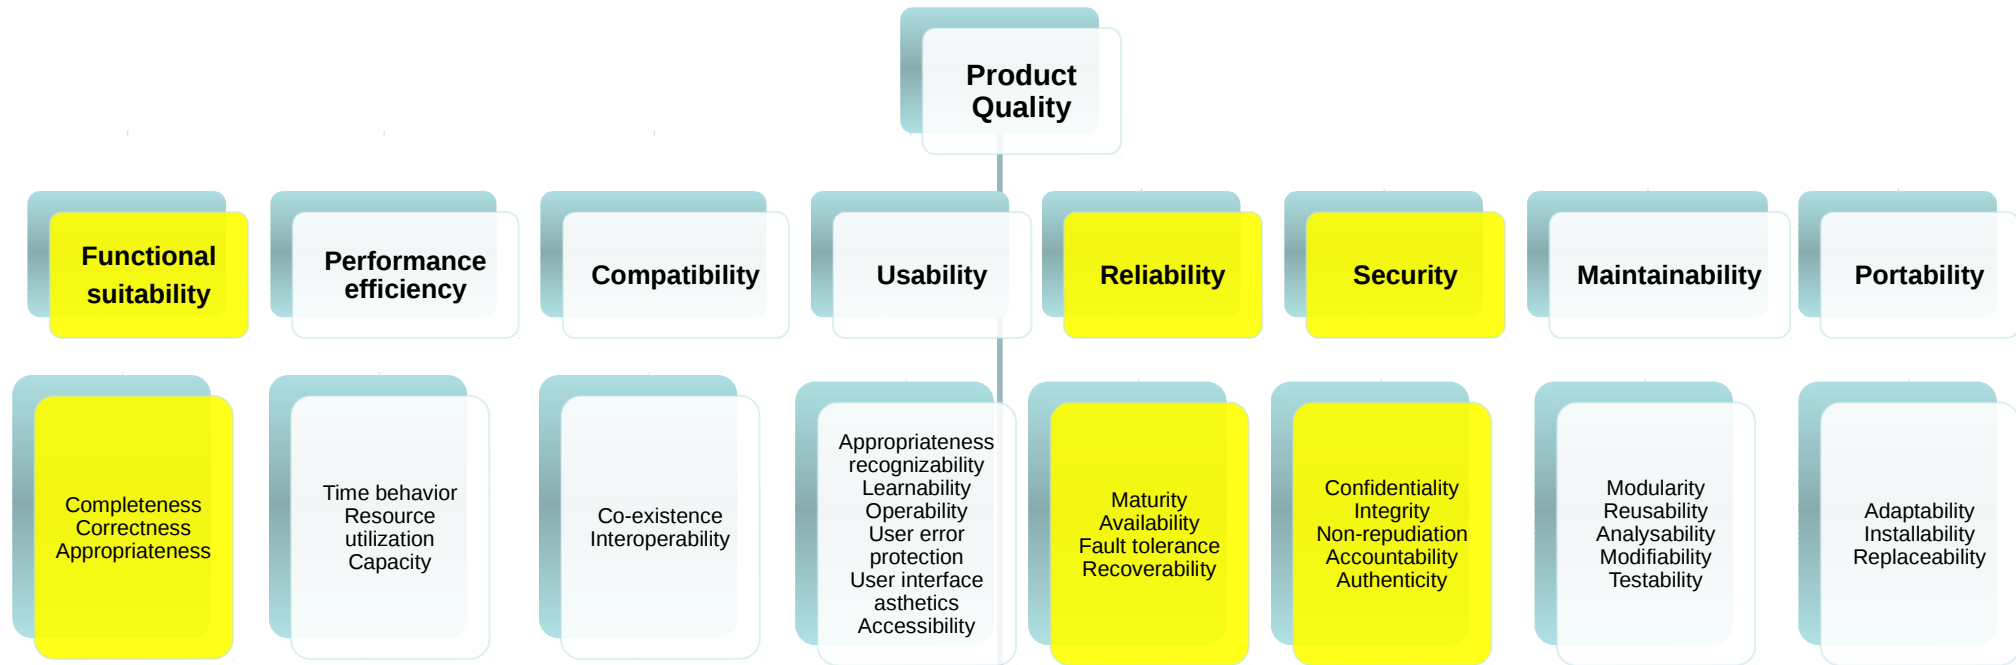 Product
Quality
Functional
suitability
Performance
efficiency
Compatibility
Usability
Reliability
Security
Maintainability
Portability
Completeness
Correctness
Appropriateness
Time behavior
Resource
utilization
Capacity
Co-existence
Interoperability
Appropriateness
recognizability
Learnability
Operability
User error
protection
User interface
asthetics
Accessibility
Maturity
Availability
Fault tolerance
Recoverability
Confidentiality
Integrity
Non-repudiation
Accountability
Authenticity
Modularity
Reusability
Analysability
Modifiability
Testability
Adaptability
Installability
Replaceability